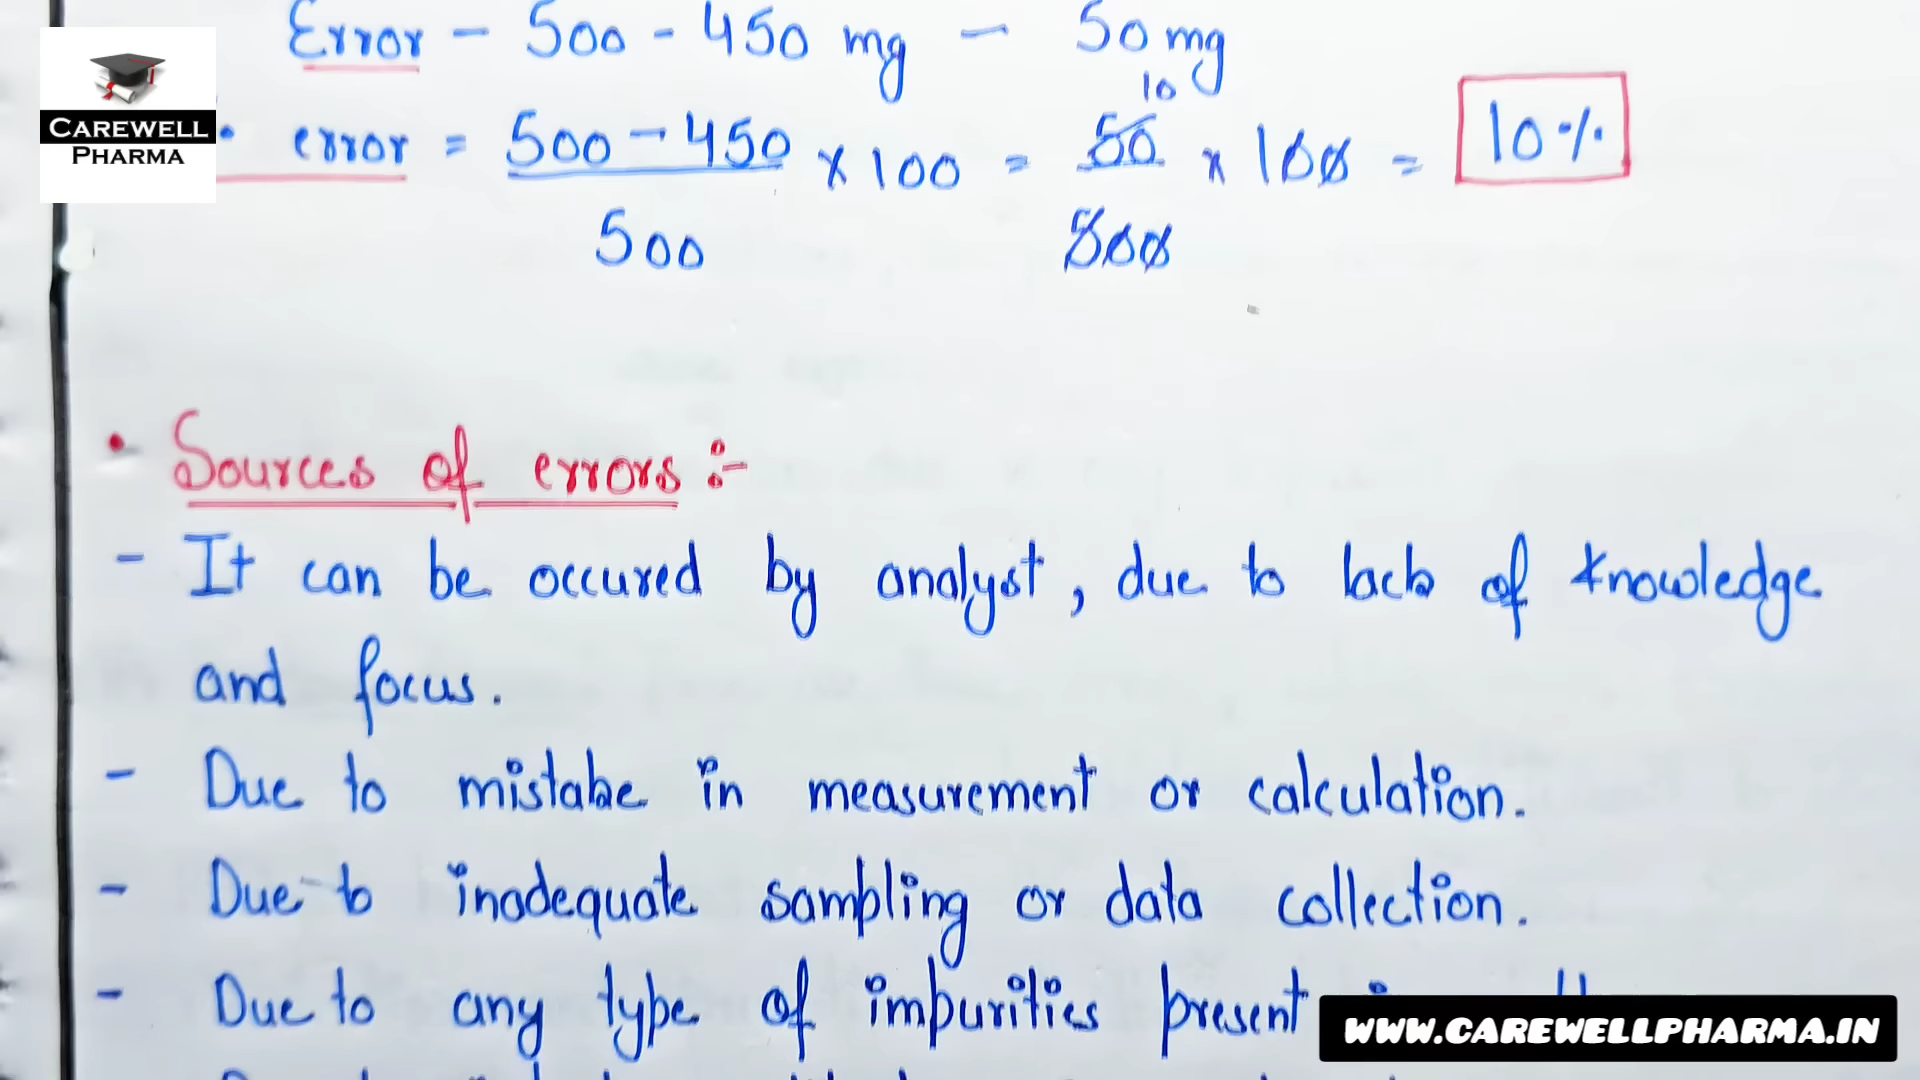 Error - 500 - 450 mg - 50 mg
10
error = 500 - 450 × 100 = 50 × 100 = 10%
500 500
CAREWELL
PHARMA
• Sources of errors :-
- It can be occured by analyst, due to lack of knowledge
and focus.
- Due to mistake in measurement or calculation.
- Due to inadequate sampling or data collection.
- Due to any type of impurities present
WWW.CAREWELLPHARMA.IN